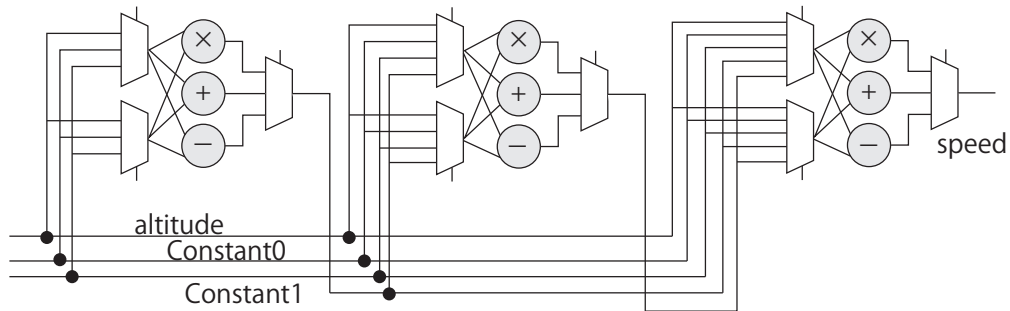 ×
+
−
×
+
−
×
+
−
speed
altitude
Constant0
Constant1